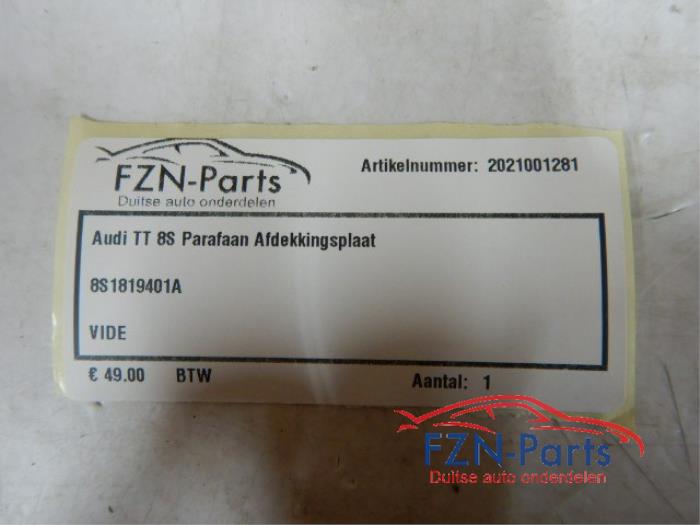 FZN-Parts
Duitse auto onderdelen
Artikelnummer: 2021001281
Audi TT 8S Parafaan Afdekkingsplaat
8S1819401A
VIDE
€ 49.00 BTW
Aantal: 1
FZN-Parts
Duitse auto onderdelen